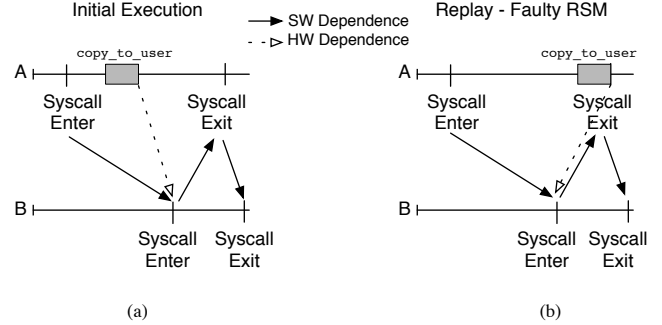 Initial Execution
SW Dependence
HW Dependence
Replay - Faulty RSM
copy_to_user
copy_to_user
A
A
Syscall
Enter
Syscall
Exit
Syscall
Enter
Syscall
Exit
B
B
Syscall
Enter
Syscall
Exit
Syscall
Enter
Syscall
Exit
(a)
(b)